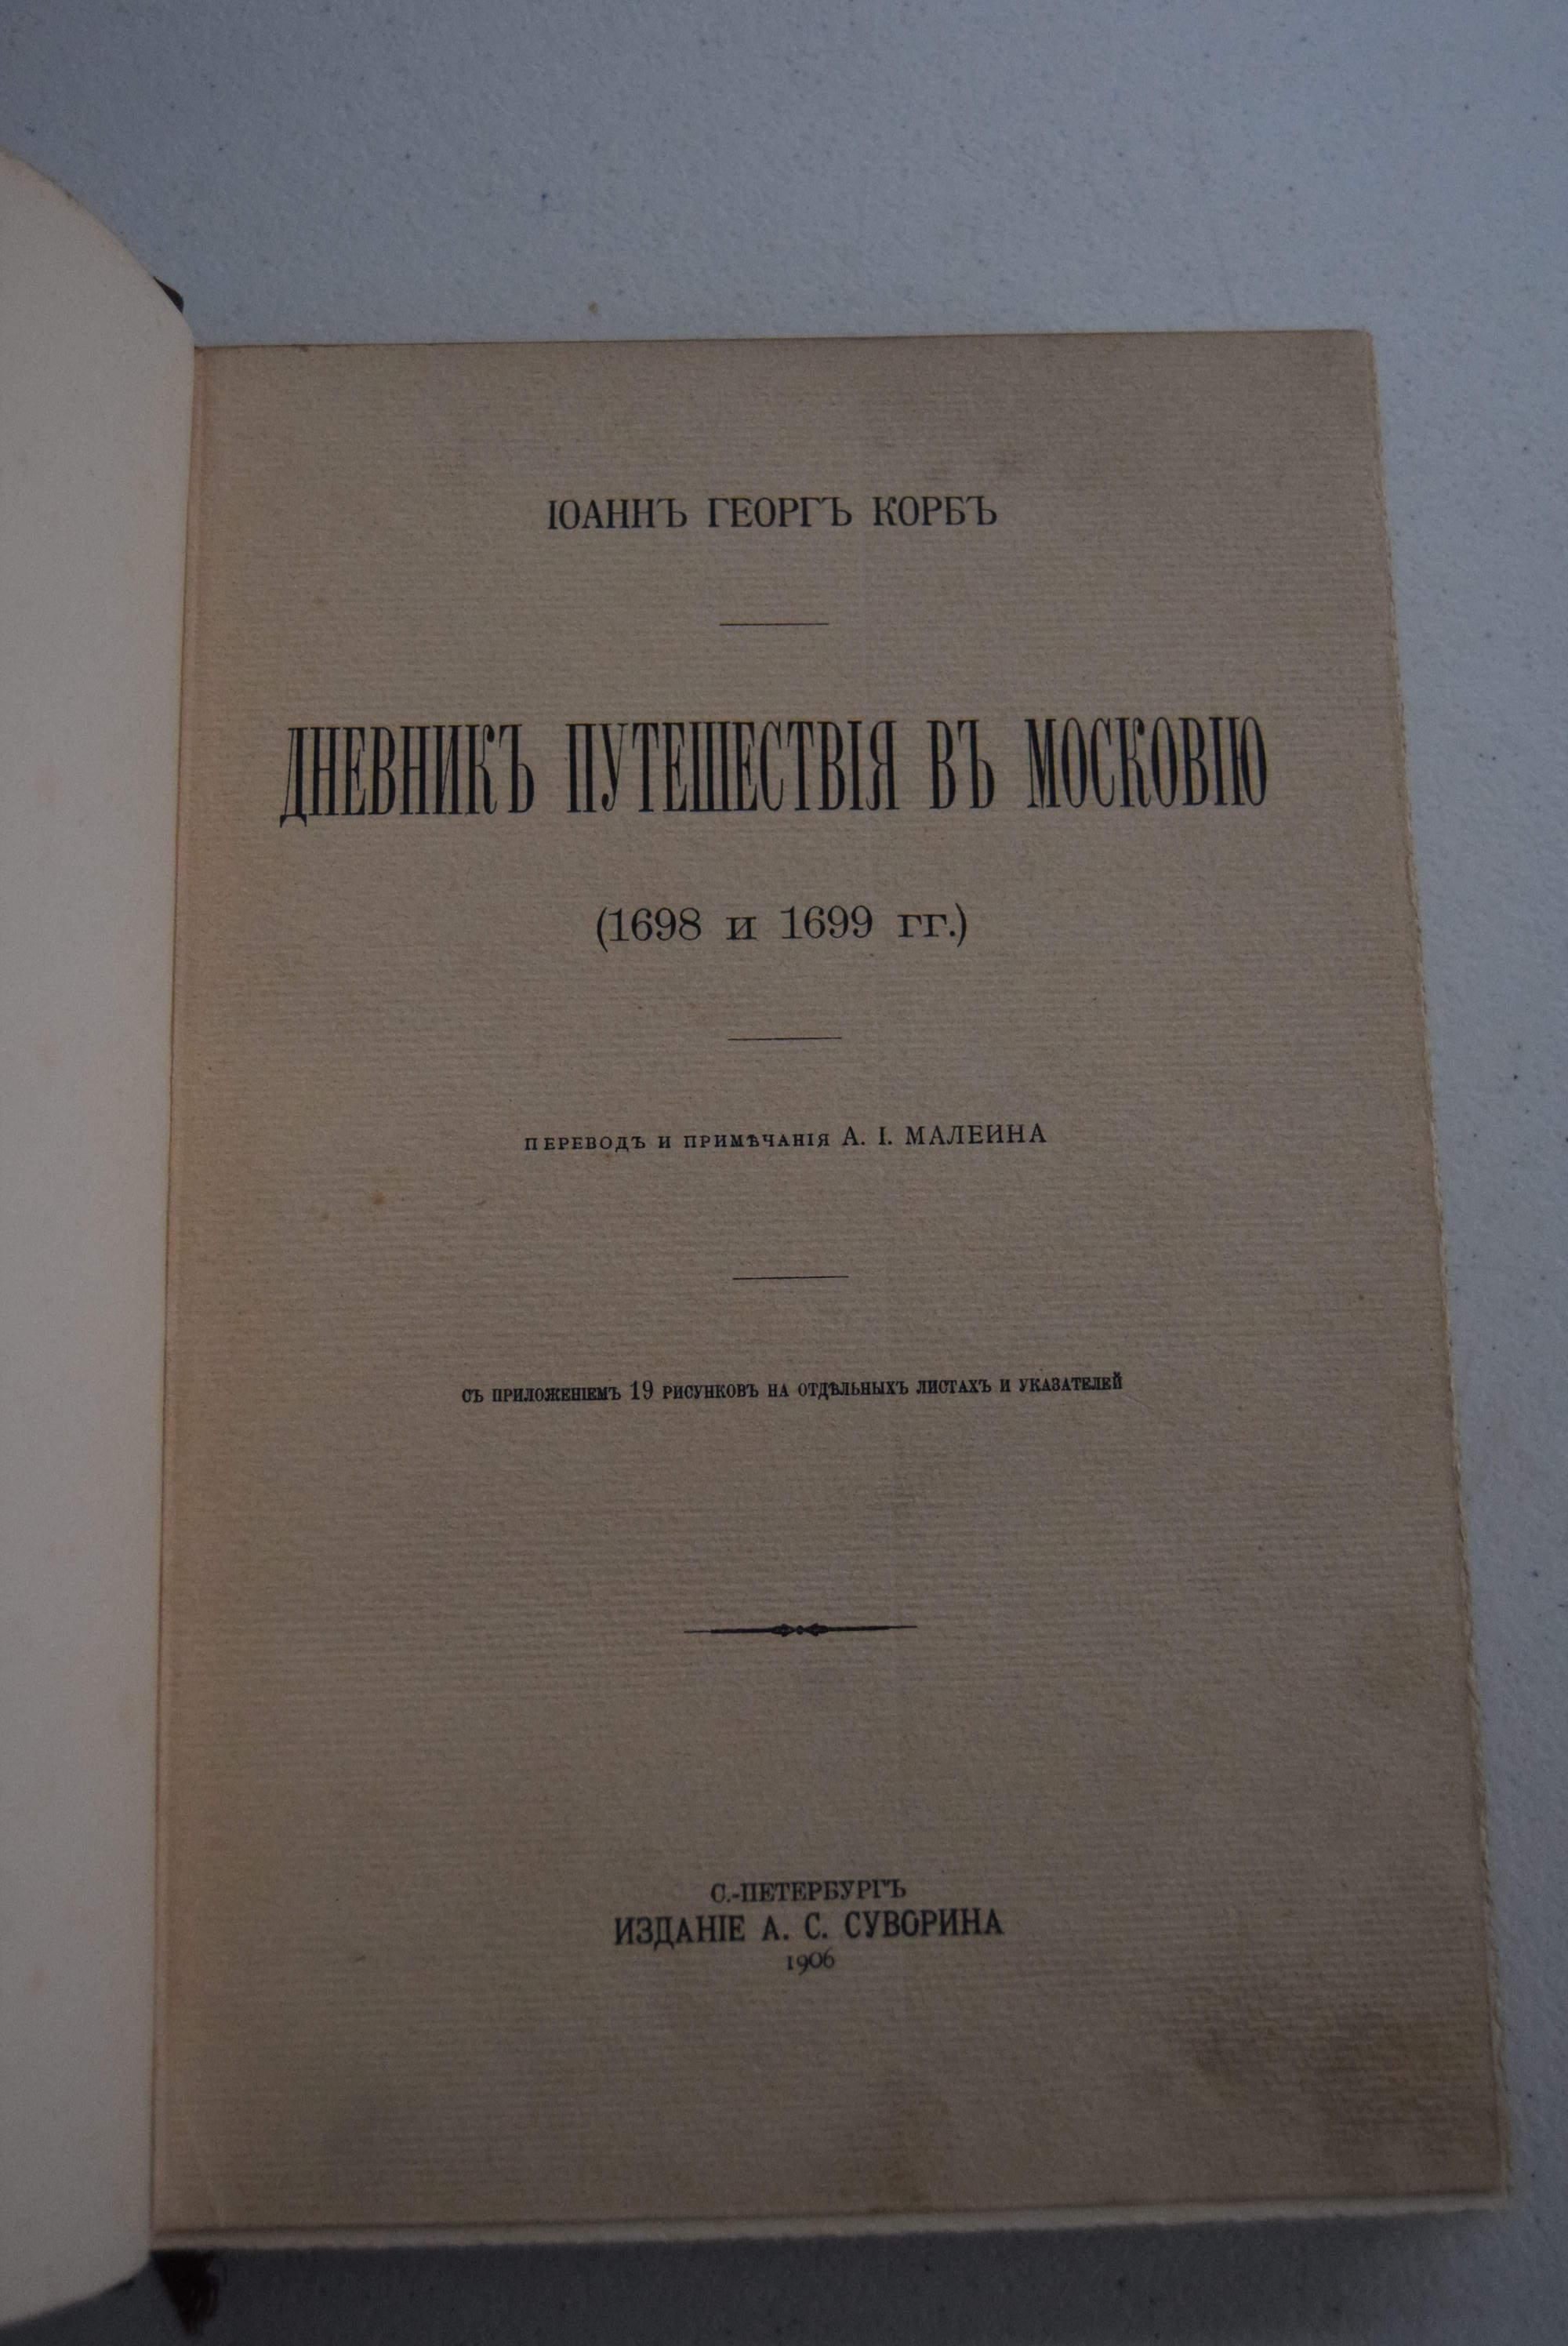 ІОАННЪ ГЕОРГЪ КОРБЪ
ДНЕВНИКЪ ПУТЕШЕСТВІЯ ВЪ МОСКОВІЮ
(1698 и 1699 гг.)
ПЕРЕВОДЪ И ПРИМѢЧАНІЯ А. І. МАЛЕИНА
СЪ ПРИЛОЖЕНІЕМЪ 19 РИСУНКОВЪ НА ОТДѢЛЬНЫХЪ ЛИСТАХЪ И УКАЗАТЕЛЕЙ
С.-ПЕТЕРБУРГЪ
ИЗДАНІЕ А. С. СУВОРИНА
1906